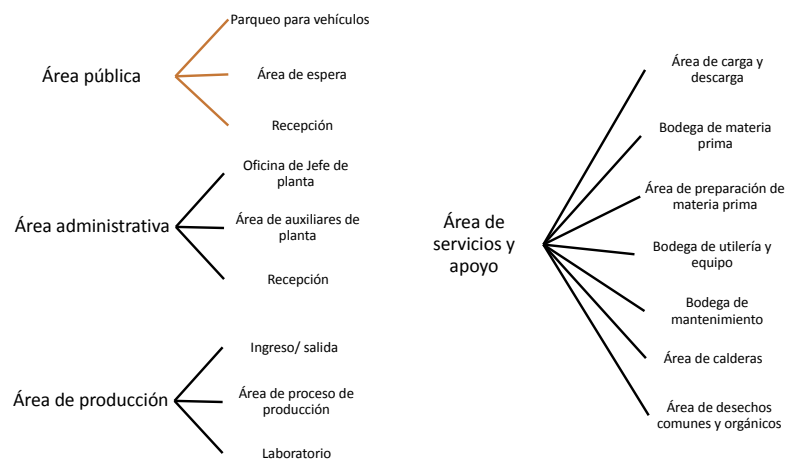 Área pública
Parqueo para vehículos
Área de espera
Recepción
Área administrativa
Oficina de Jefe de
planta
Área de auxiliares de
planta
Recepción
Área de producción
Ingreso/ salida
Área de proceso de
producción
Laboratorio
Área de
servicios y
apoyo
Área de carga y
descarga
Bodega de materia
prima
Área de preparación de
materia prima
Bodega de utilería y
equipo
Bodega de
mantenimiento
Área de calderas
Área de desechos
comunes y orgánicos